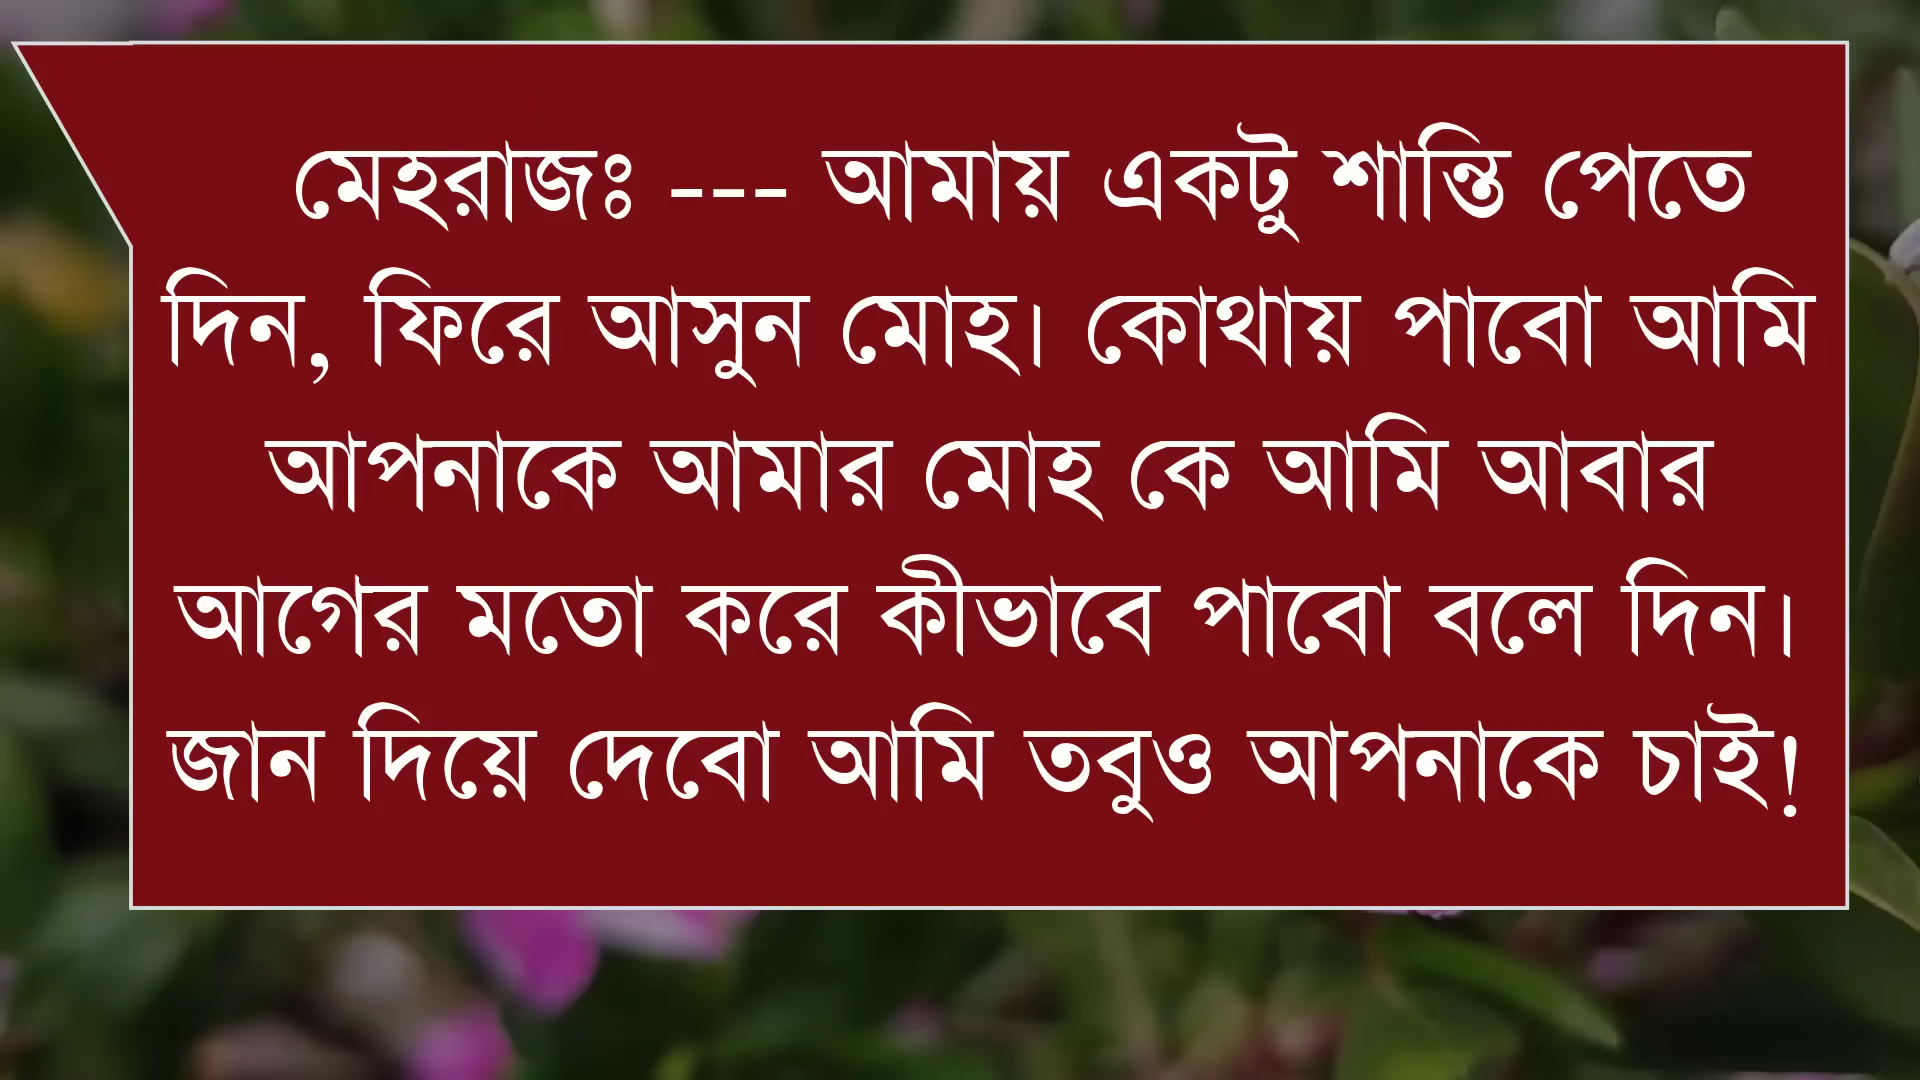 মেহরাজঃ --- আমায় একটু শান্তি পেতে
দিন, ফিরে আসুন মোহ। কোথায় পাবো আমি
আপনাকে আমার মোহ কে আমি আবার
আগের মতো করে কীভাবে পাবো বলে দিন।
জান দিয়ে দেবো আমি তবুও আপনাকে চাই!